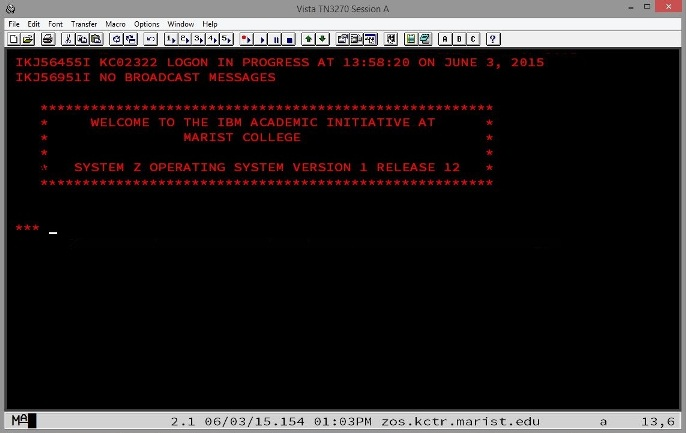 Vista TN3270 Session A
File Edit Font Transfer Macro Options Window Help
A B C ?
IKJ56455I KC02322 LOGON IN PROGRESS AT 13:58:20 ON JUNE 3, 2015
IKJ56951I NO BROADCAST MESSAGES
******************************************************
* WELCOME TO THE IBM ACADEMIC INITIATIVE AT *
* MARIST COLLEGE *
* *
* SYSTEM Z OPERATING SYSTEM VERSION 1 RELEASE 12 *
******************************************************
*** _
MA 2.1 06/03/15.154 01:03PM zos.kctr.marist.edu a 13,6